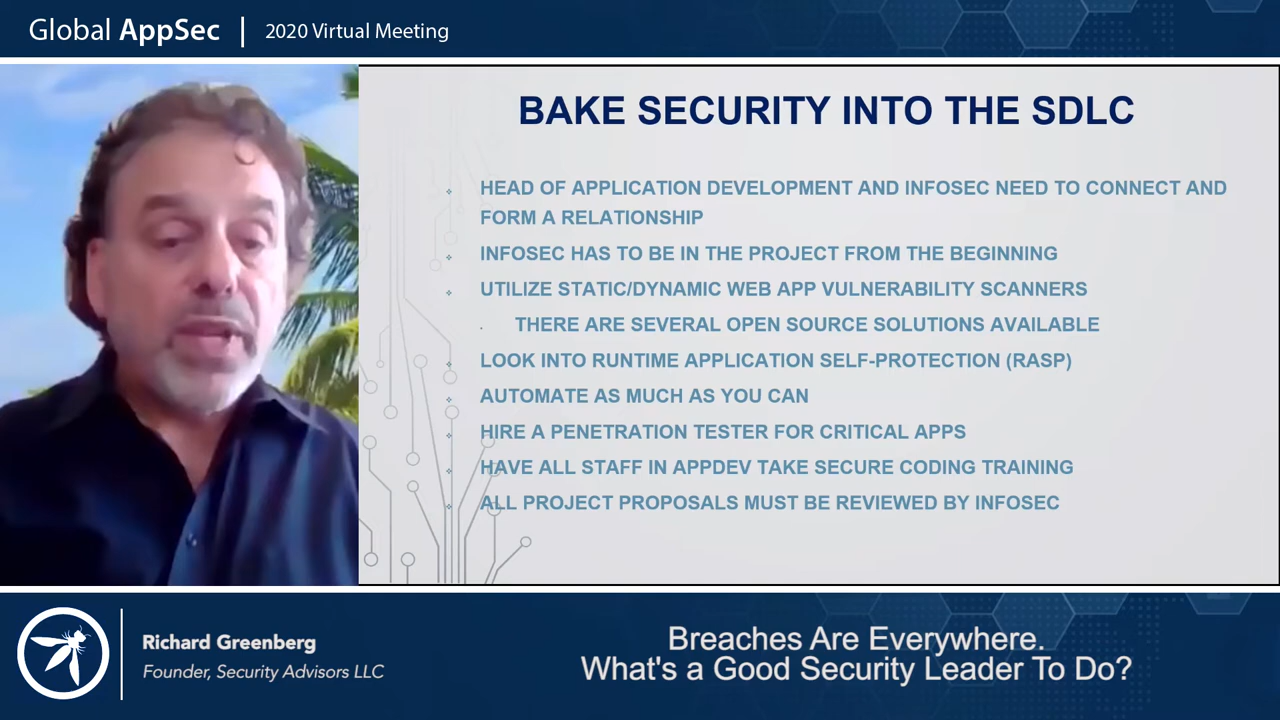 Global AppSec | 2020 Virtual Meeting
BAKE SECURITY INTO THE SDLC
HEAD OF APPLICATION DEVELOPMENT AND INFOSEC NEED TO CONNECT AND
FORM A RELATIONSHIP
INFOSEC HAS TO BE IN THE PROJECT FROM THE BEGINNING
UTILIZE STATIC/DYNAMIC WEB APP VULNERABILITY SCANNERS
THERE ARE SEVERAL OPEN SOURCE SOLUTIONS AVAILABLE
LOOK INTO RUNTIME APPLICATION SELF-PROTECTION (RASP)
AUTOMATE AS MUCH AS YOU CAN
HIRE A PENETRATION TESTER FOR CRITICAL APPS
HAVE ALL STAFF IN APPDEV TAKE SECURE CODING TRAINING
ALL PROJECT PROPOSALS MUST BE REVIEWED BY INFOSEC
Richard Greenberg
Founder, Security Advisors LLC
Breaches Are Everywhere.
What's a Good Security Leader To Do?